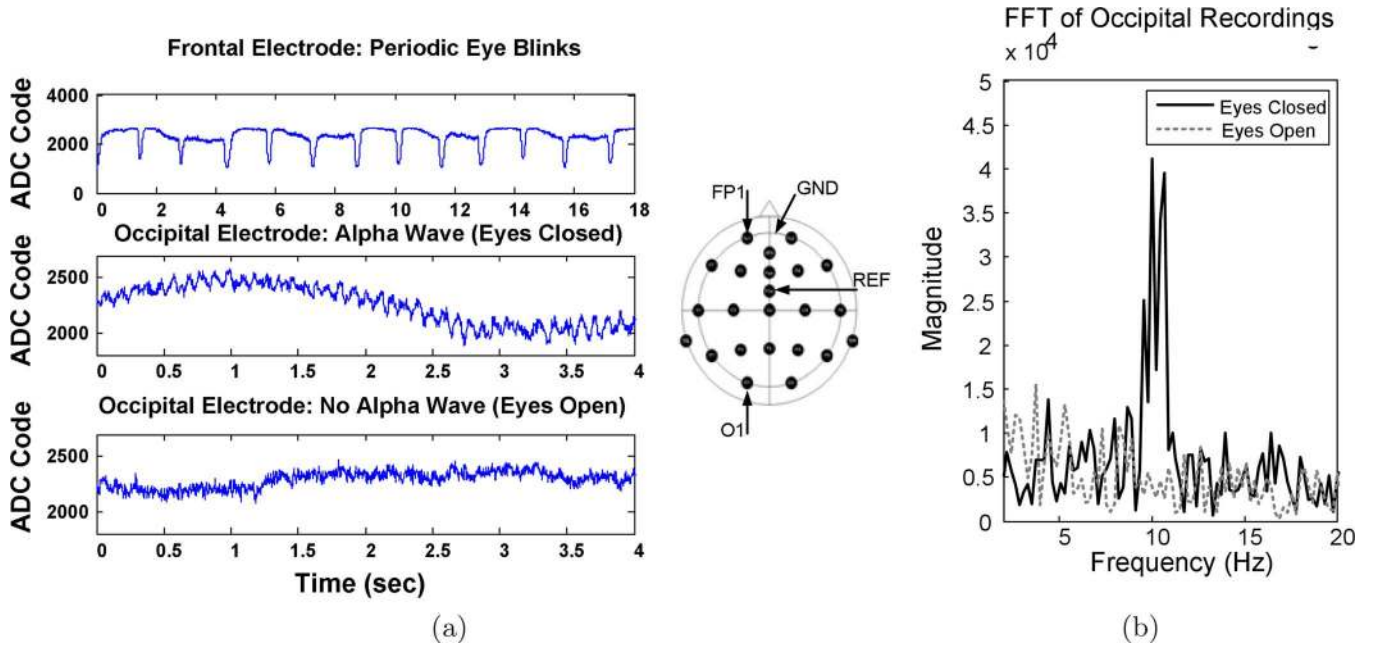 Frontal Electrode: Periodic Eye Blinks
ADC Code
4000
2000
0
0 2 4 6 8 10 12 14 16 18
Occipital Electrode: Alpha Wave (Eyes Closed)
ADC Code
2500
2000
0 0.5 1 1.5 2 2.5 3 3.5 4
Occipital Electrode: No Alpha Wave (Eyes Open)
ADC Code
2500
2000
0 0.5 1 1.5 2 2.5 3 3.5 4
Time (sec)
(a)
FP1
GND
REF
O1
FFT of Occipital Recordings
x 10^4
5
4.5
4
3.5
3
2.5
2
1.5
1
0.5
0
Magnitude
Eyes Closed
Eyes Open
5 10 15 20
Frequency (Hz)
(b)